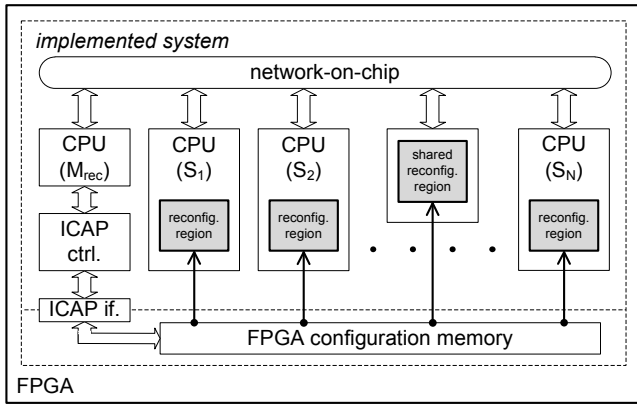 implemented system
network-on-chip
CPU
(Mrec)
CPU
(S1)
CPU
(S2)
shared
reconfig.
region
CPU
(SN)
reconfig.
region
reconfig.
region
reconfig.
region
ICAP
ctrl.
ICAP if.
FPGA configuration memory
FPGA